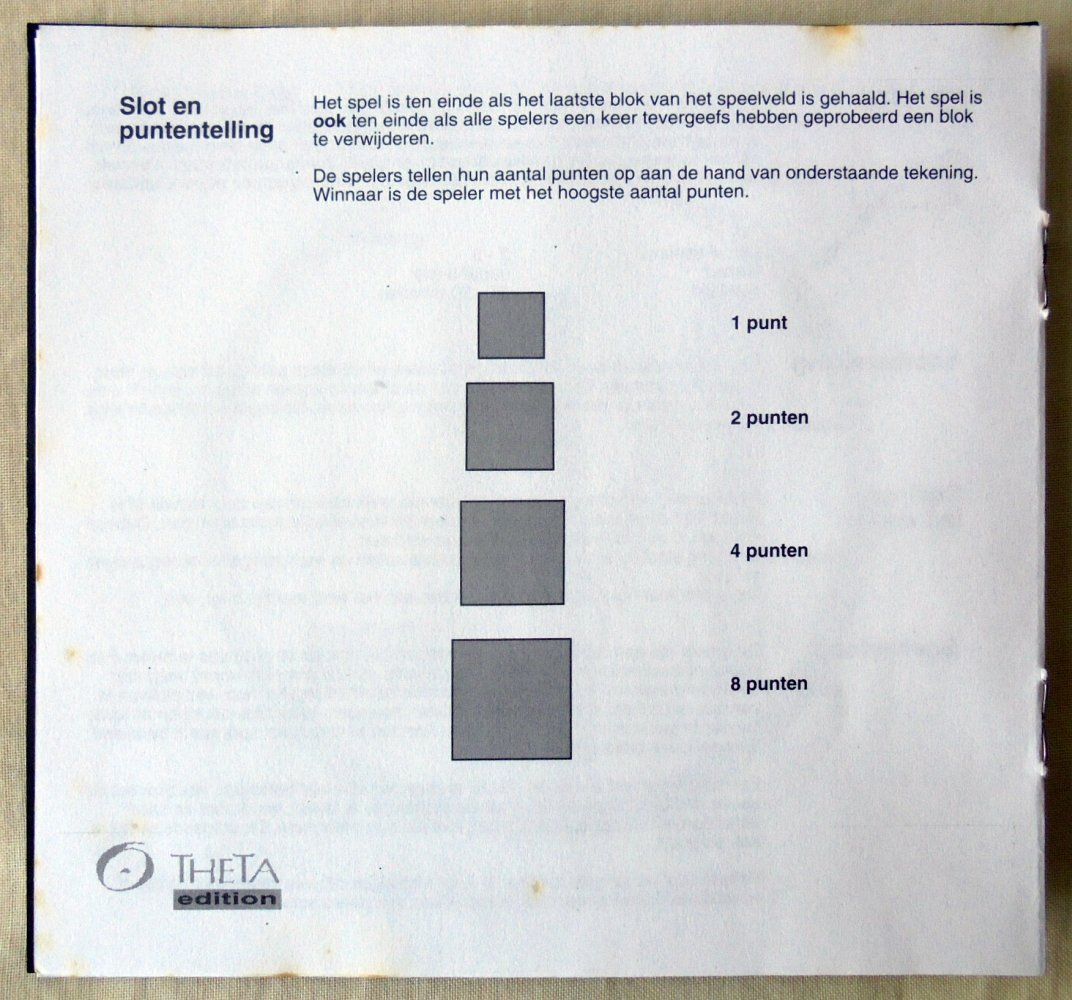 Slot en
puntentelling
Het spel is ten einde als het laatste blok van het speelveld is gehaald. Het spel is
ook ten einde als alle spelers een keer tevergeefs hebben geprobeerd een blok
te verwijderen.
De spelers tellen hun aantal punten op aan de hand van onderstaande tekening.
Winnaar is de speler met het hoogste aantal punten.
1 punt
2 punten
4 punten
8 punten
THETA
edition